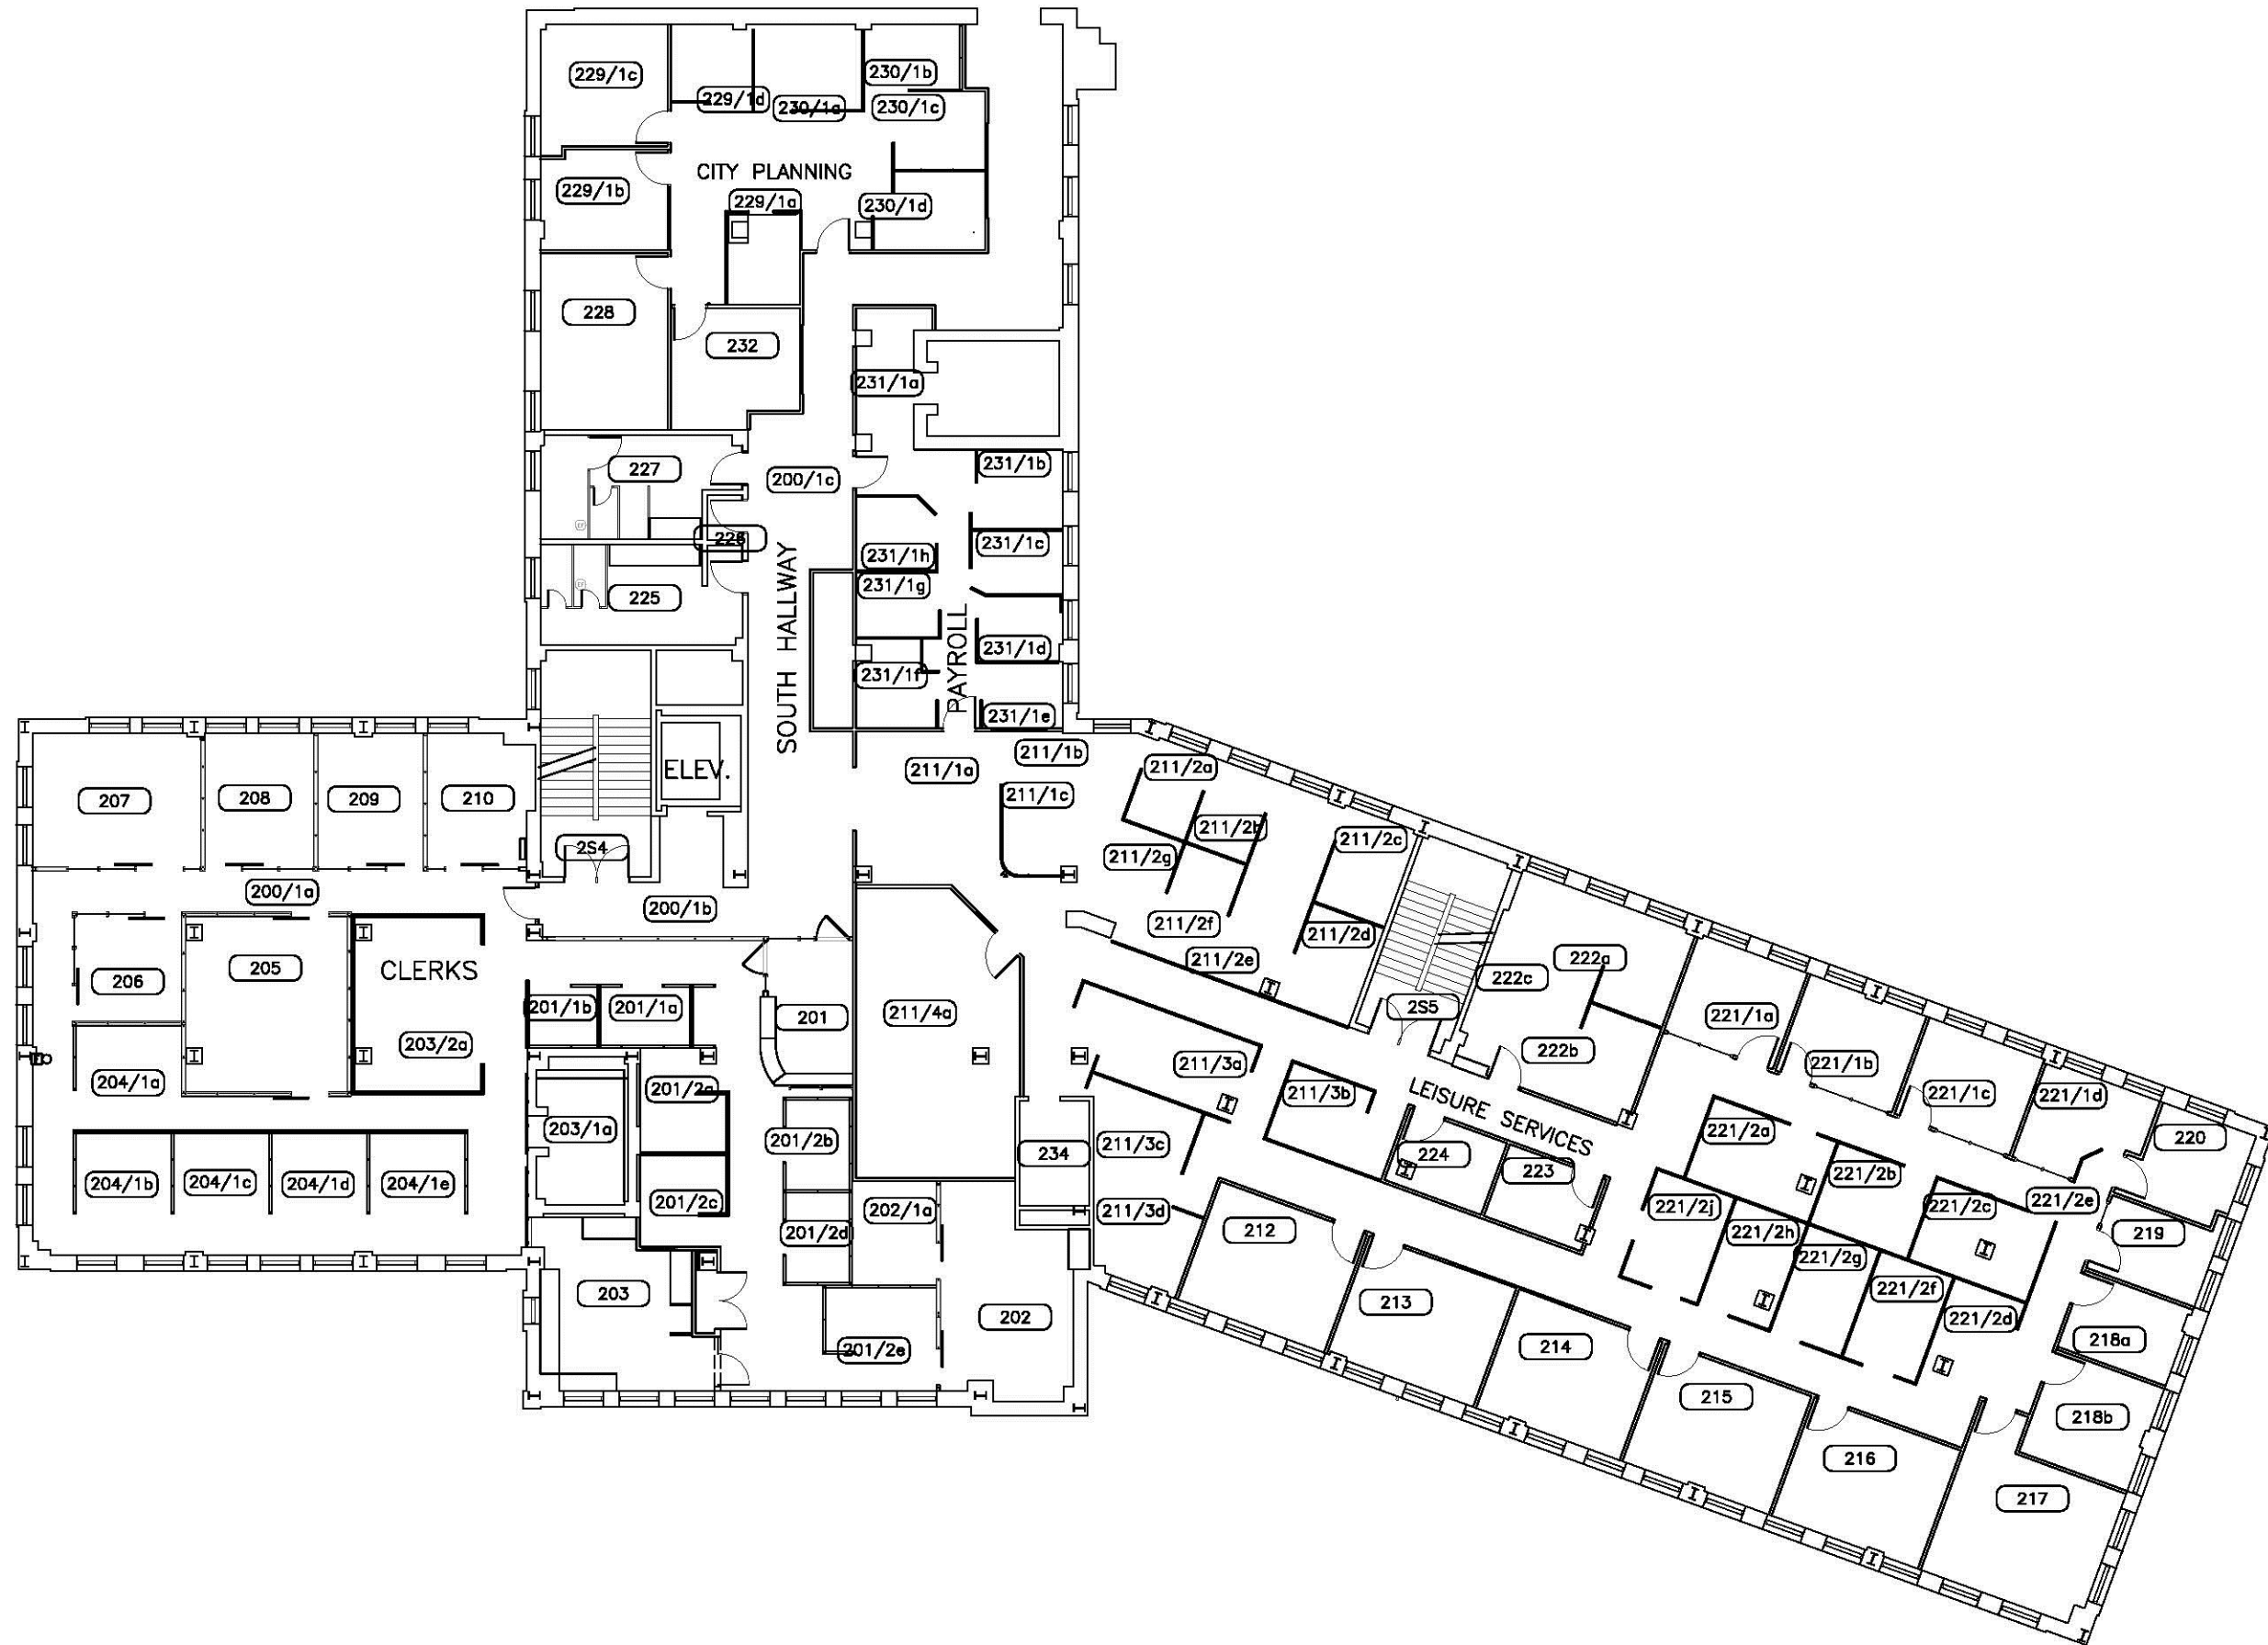 229/1c
229/1d
230/1a
230/1b
230/1c
CITY PLANNING
229/1b
229/1a
230/1d
228
232
231/1a
227
200/1c
231/1b
226
231/1h
231/1c
225
231/1g
SOUTH HALLWAY
PAYROLL
231/1d
231/1f
231/1e
ELEV.
211/1a
211/1b
211/1c
211/2a
211/2b
211/2c
211/2g
211/2f
211/2d
211/2e
207
208
209
210
2S4
200/1a
200/1b
206
205
CLERKS
203/2a
204/1a
204/1b
204/1c
204/1d
204/1e
201/1b
201/1a
201
211/4a
201/2a
203/1a
201/2b
201/2c
201/2d
202/1a
234
203
201/2e
202
2S5
222a
222c
222b
211/3a
211/3b
LEISURE SERVICES
211/3c
211/3d
224
223
212
213
214
215
216
217
221/1a
221/1b
221/1c
221/1d
220
221/2a
221/2b
221/2c
221/2e
219
221/2j
221/2h
221/2g
221/2f
221/2d
218a
218b